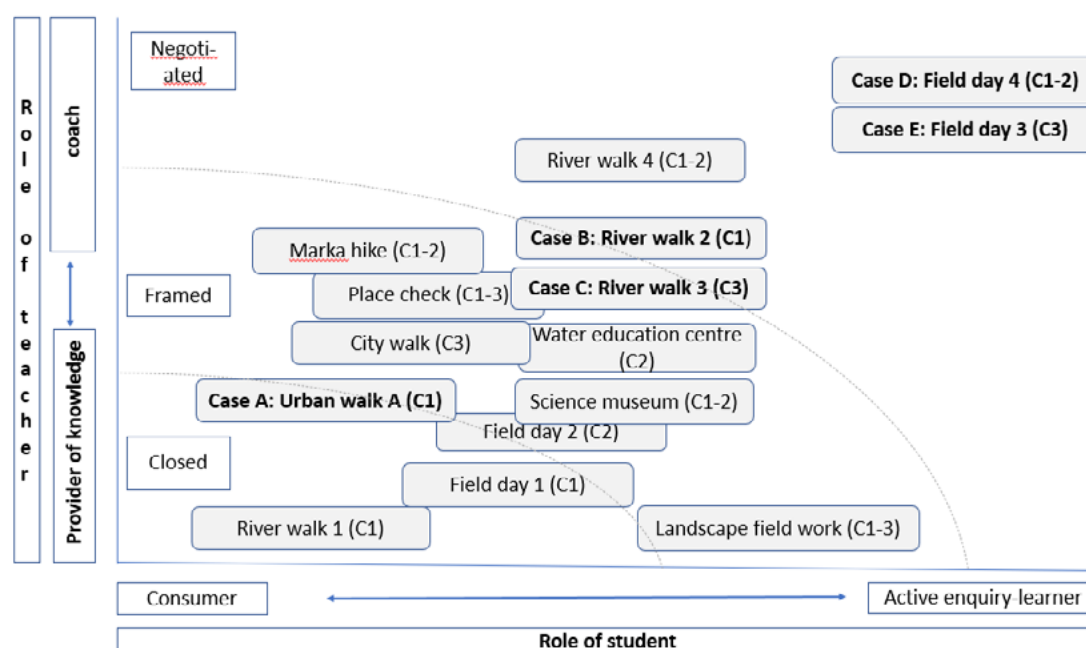 Role of teacher
coach
Provider of knowledge
Negoti-
ated
Case D: Field day 4 (C1-2)
Case E: Field day 3 (C3)
River walk 4 (C1-2)
Case B: River walk 2 (C1)
Marka hike (C1-2)
Framed
Place check (C1-3)
Case C: River walk 3 (C3)
City walk (C3)
Water education centre
(C2)
Case A: Urban walk A (C1)
Science museum (C1-2)
Field day 2 (C2)
Closed
Field day 1 (C1)
River walk 1 (C1)
Landscape field work (C1-3)
Consumer
Active enquiry-learner
Role of student